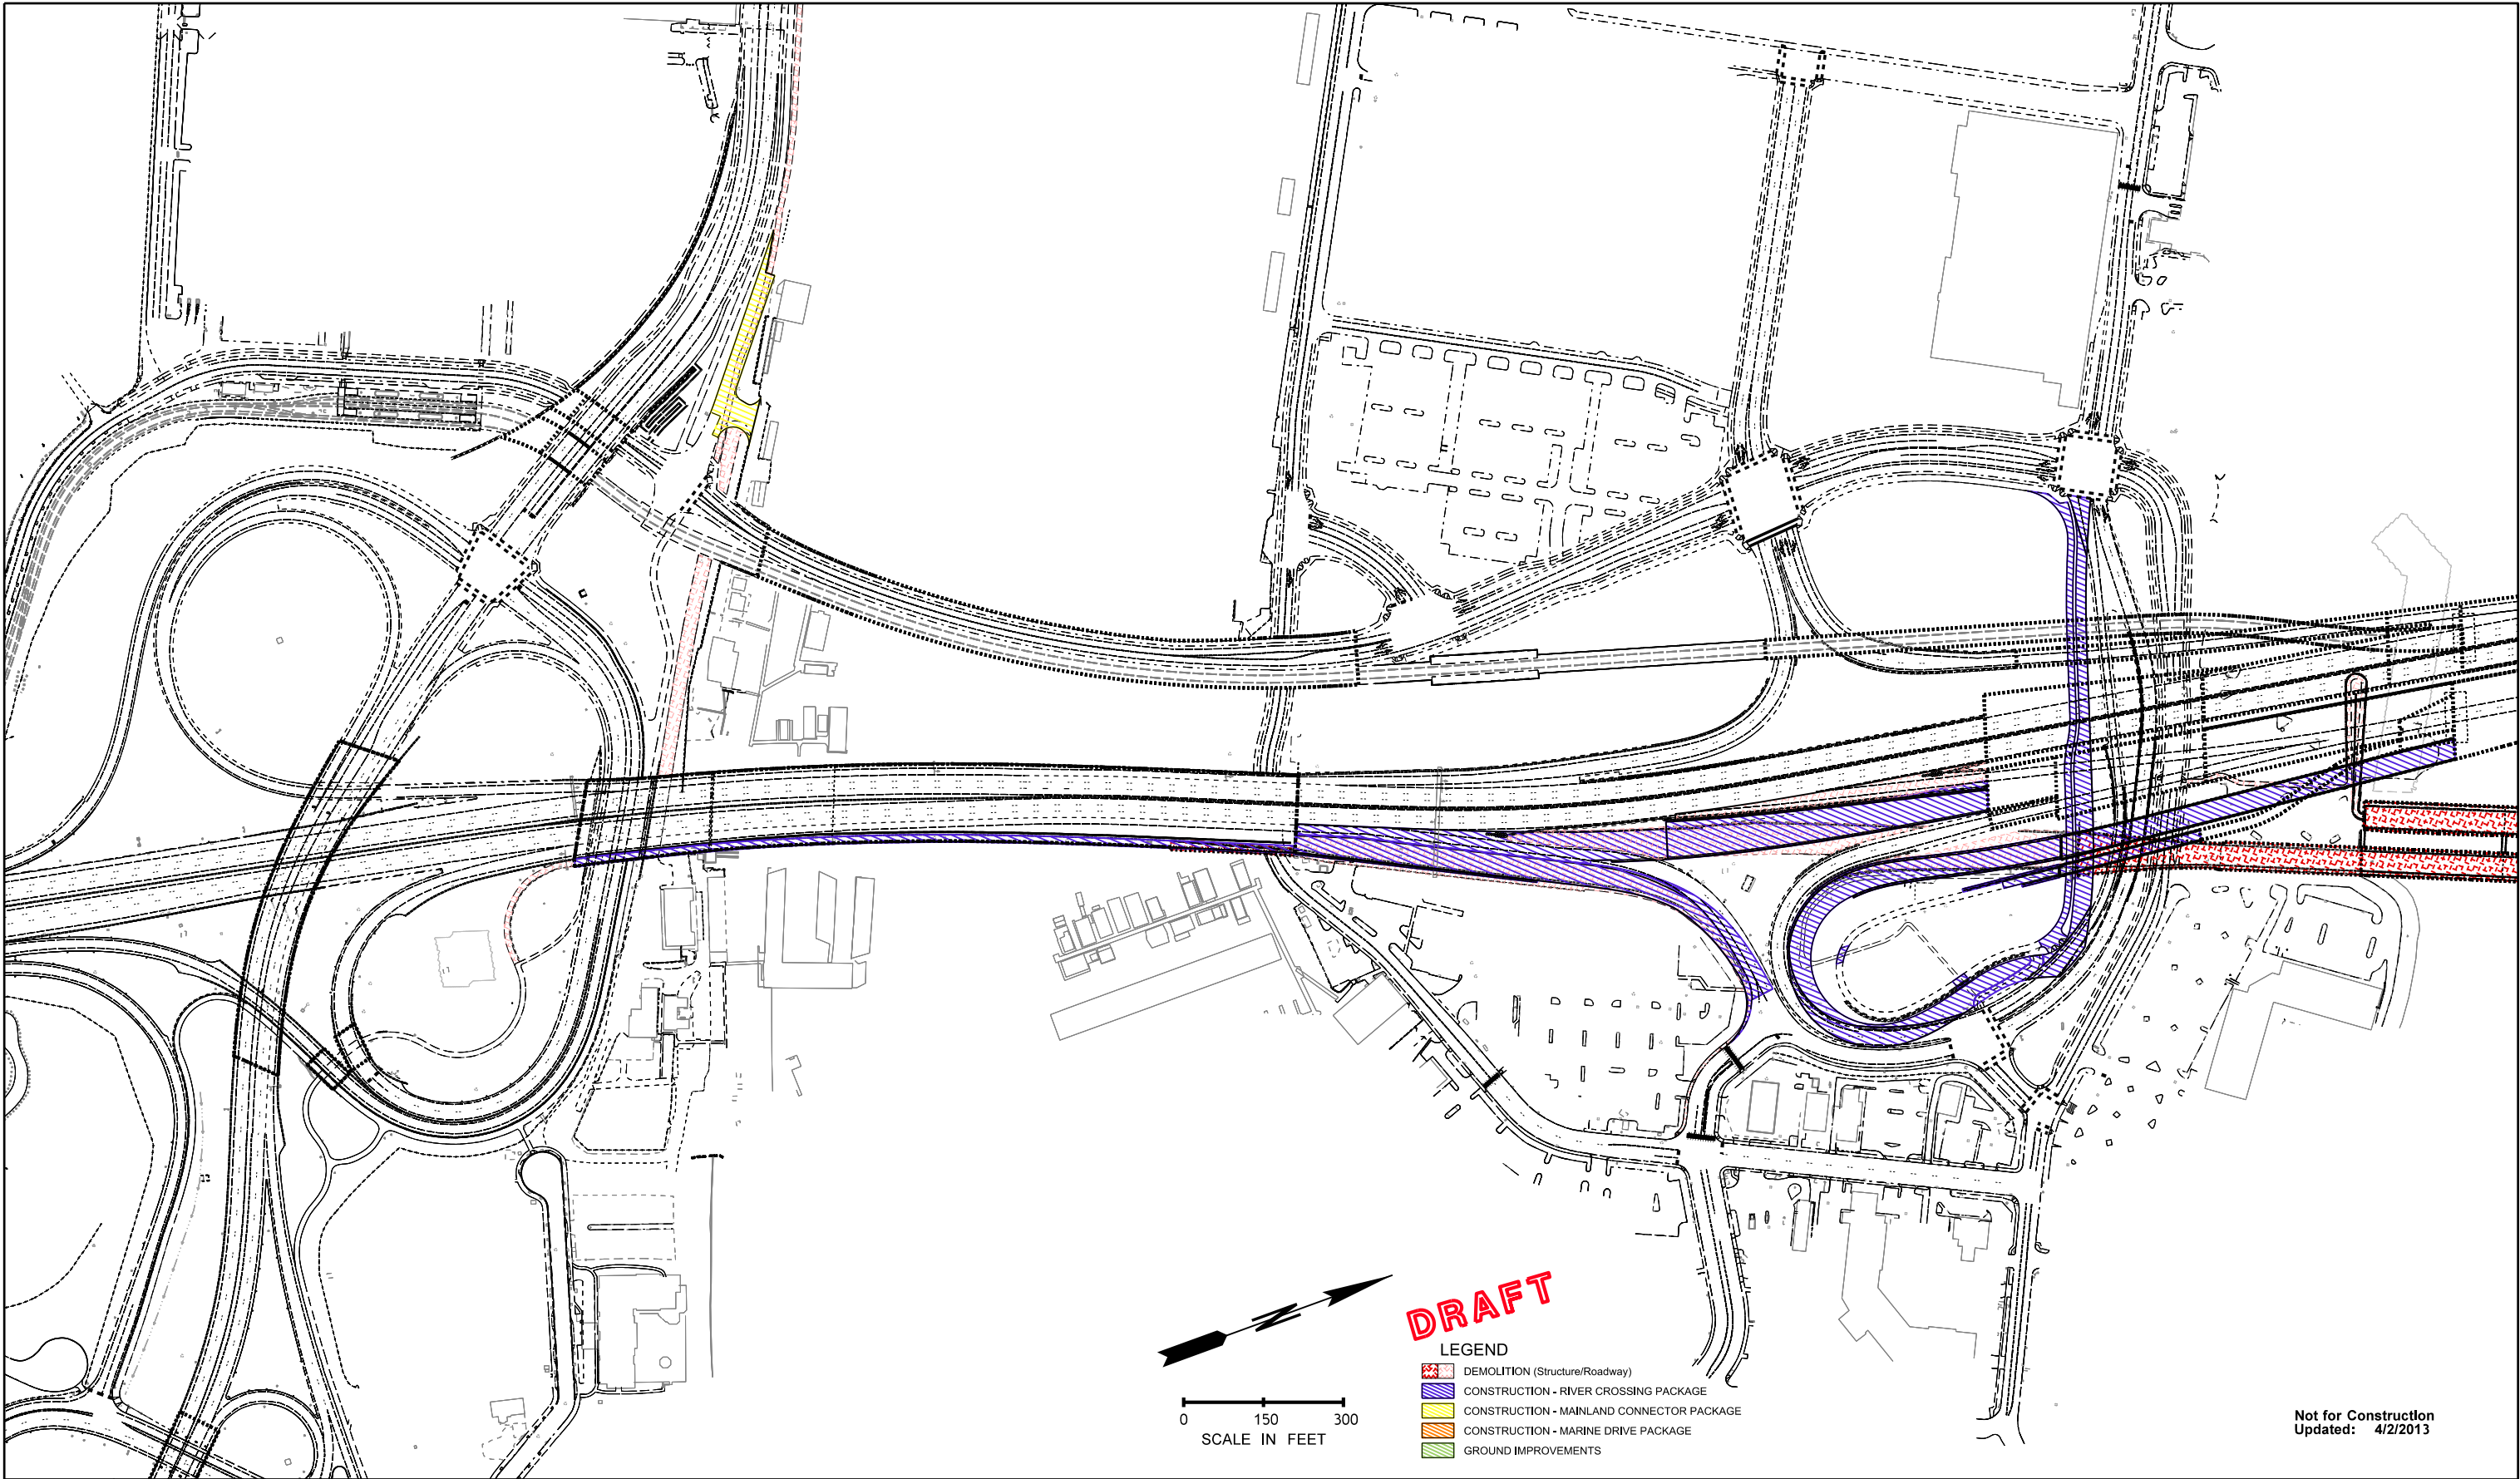 DRAFT
LEGEND
DEMOLITION (Structure/Roadway)
CONSTRUCTION - RIVER CROSSING PACKAGE
CONSTRUCTION - MAINLAND CONNECTOR PACKAGE
CONSTRUCTION - MARINE DRIVE PACKAGE
GROUND IMPROVEMENTS
N
0 150 300
SCALE IN FEET
Not for Construction
Updated: 4/2/2013